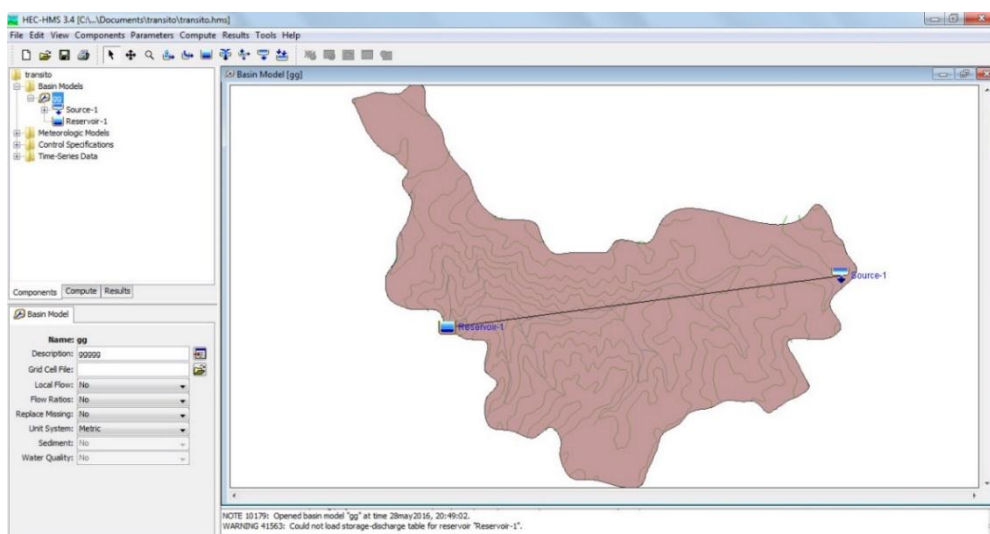 HEC-HMS 3.4 [C:\...\Documents\transito\transito.hms]
File Edit View Components Parameters Compute Results Tools Help
transito
Basin Models
gg
Source-1
Reservoir-1
Meteorologic Models
Control Specifications
Time-Series Data
Components Compute Results
Basin Model
Name: gg
Description: ggggg
Grid Cell File:
Local Flow: No
Flow Ratios: No
Replace Missing: No
Unit System: Metric
Sediment: No
Water Quality: No
Basin Model [gg]
Source-1
Reservoir-1
NOTE 10179: Opened basin model "gg" at time 28may2016, 20:49:02.
WARNING 41563: Could not load storage-discharge table for reservoir "Reservoir-1".